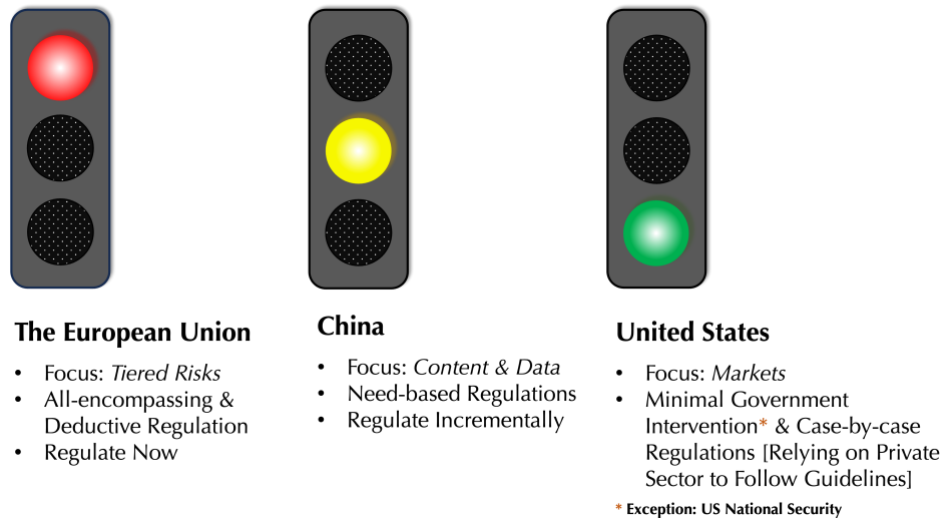 The European Union
• Focus: Tiered Risks
• All-encompassing &
Deductive Regulation
• Regulate Now
China
• Focus: Content & Data
• Need-based Regulations
• Regulate Incrementally
United States
• Focus: Markets
• Minimal Government
Intervention* & Case-by-case
Regulations [Relying on Private
Sector to Follow Guidelines]
* Exception: US National Security